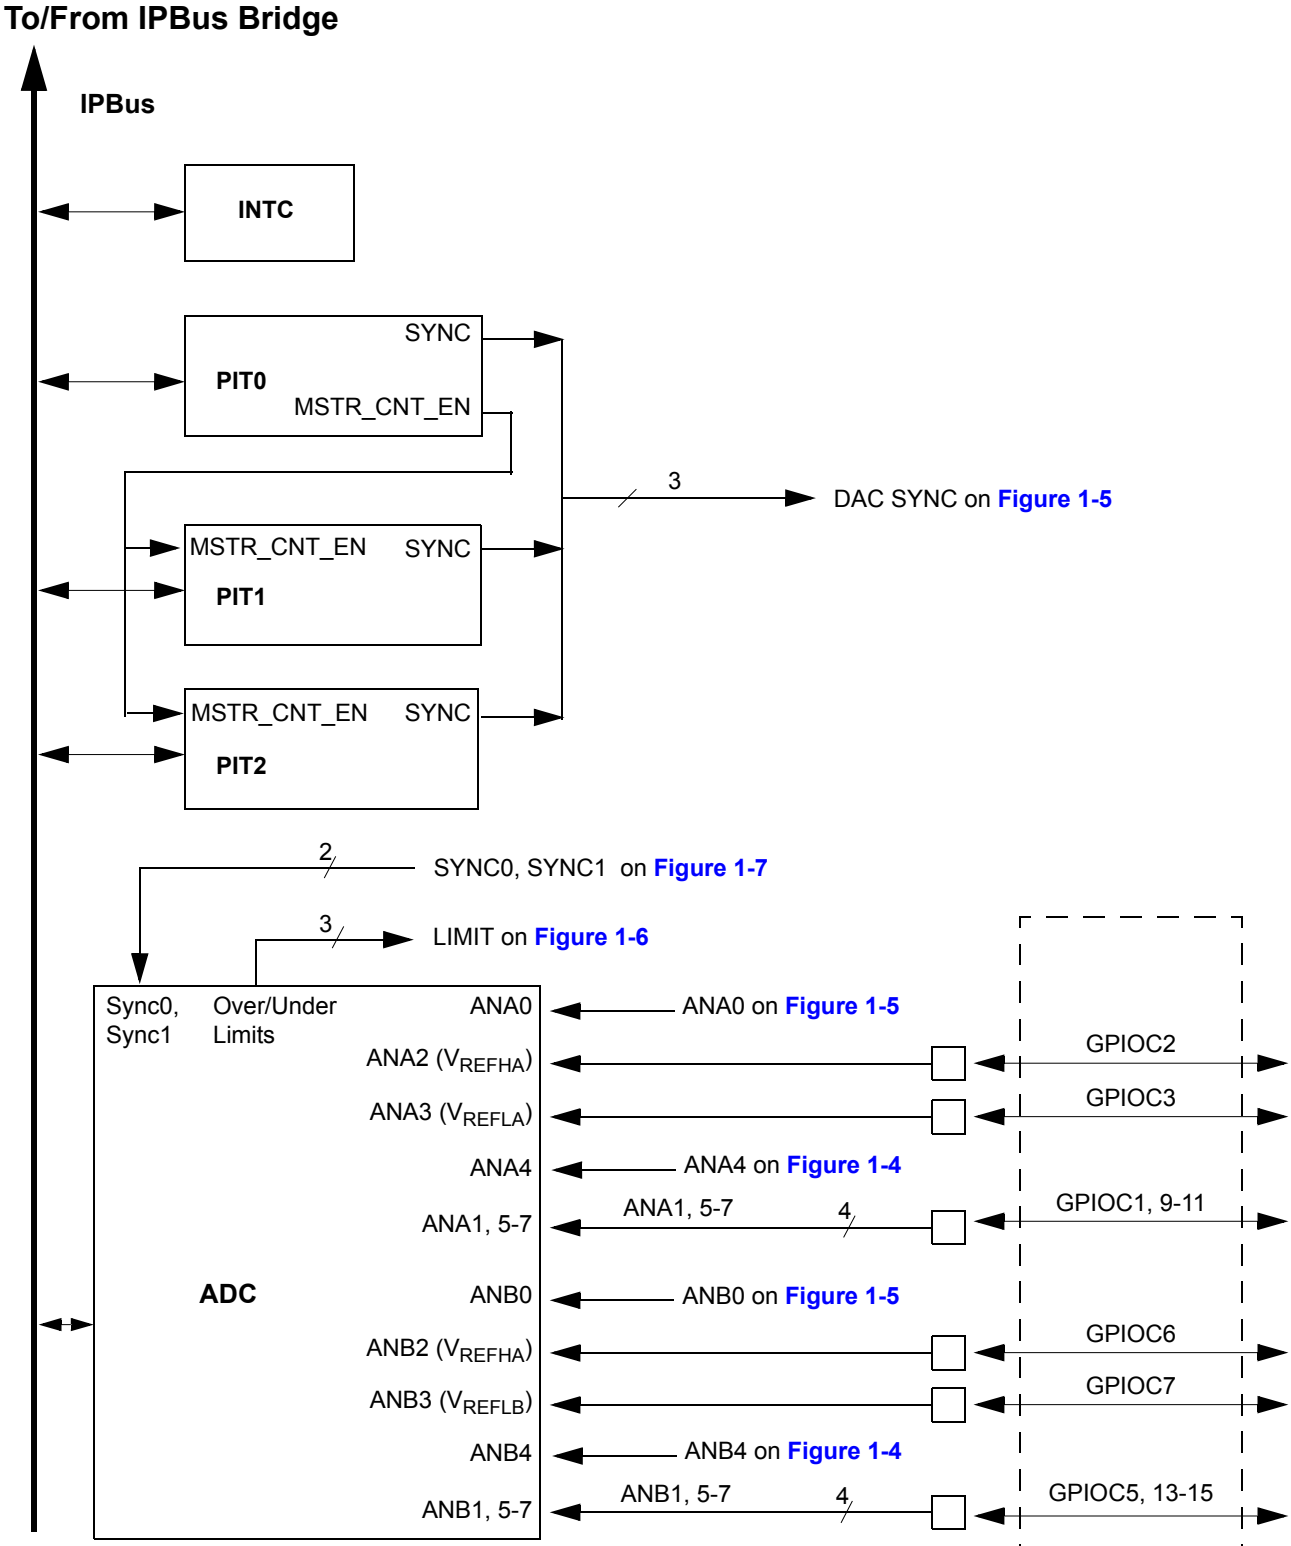 To/From IPBus Bridge
IPBus
INTC
SYNC
PIT0
MSTR_CNT_EN
3
DAC SYNC on Figure 1-5
MSTR_CNT_EN SYNC
PIT1
MSTR_CNT_EN SYNC
PIT2
2
SYNC0, SYNC1 on Figure 1-7
3
LIMIT on Figure 1-6
Sync0, Over/Under ANA0
Sync1 Limits
ANA0 on Figure 1-5
ANA2 (VREFHA)
GPIOC2
ANA3 (VREFLA)
GPIOC3
ANA4
ANA4 on Figure 1-4
ANA1, 5-7
ANA1, 5-7
4
GPIOC1, 9-11
ADC
ANB0
ANB0 on Figure 1-5
ANB2 (VREFHA)
GPIOC6
ANB3 (VREFLB)
GPIOC7
ANB4
ANB4 on Figure 1-4
ANB1, 5-7
ANB1, 5-7
4
GPIOC5, 13-15